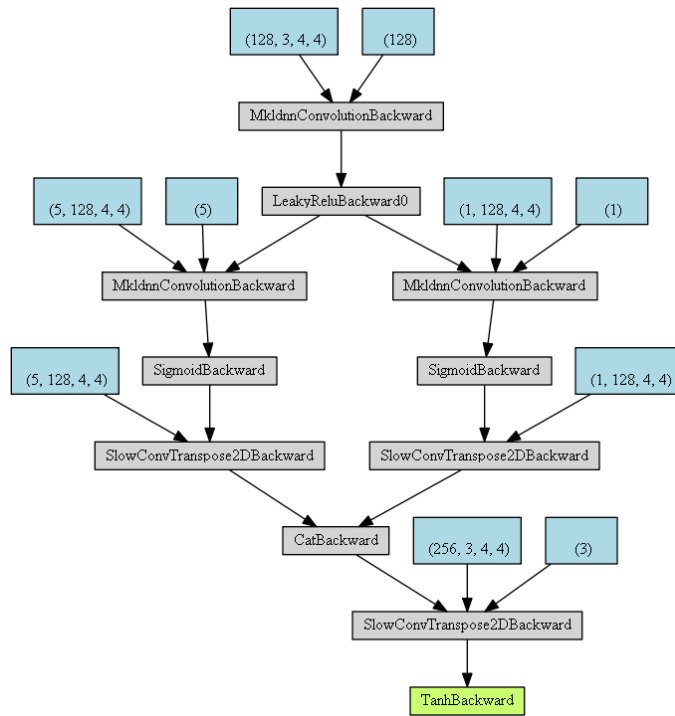 (128, 3, 4, 4) (128)
MkldnnConvolutionBackward
LeakyReluBackward0
(5, 128, 4, 4) (5) (1, 128, 4, 4) (1)
MkldnnConvolutionBackward MkldnnConvolutionBackward
SigmoidBackward SigmoidBackward
(5, 128, 4, 4) (1, 128, 4, 4)
SlowConvTranspose2DBackward SlowConvTranspose2DBackward
CatBackward
(256, 3, 4, 4) (3)
SlowConvTranspose2DBackward
TanhBackward